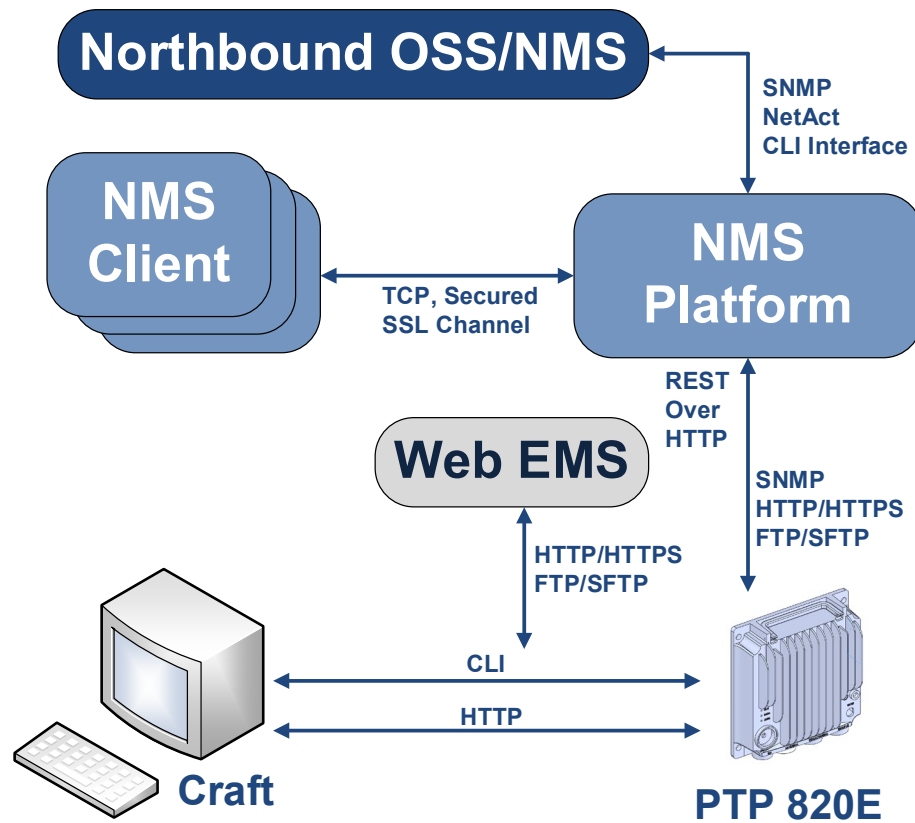 Northbound OSS/NMS
SNMP
NetAct
CLI Interface
NMS
Client
NMS
Platform
TCP, Secured
SSL Channel
REST
Over
HTTP
Web EMS
SNMP
HTTP/HTTPS
FTP/SFTP
HTTP/HTTPS
FTP/SFTP
CLI
HTTP
Craft
PTP 820E